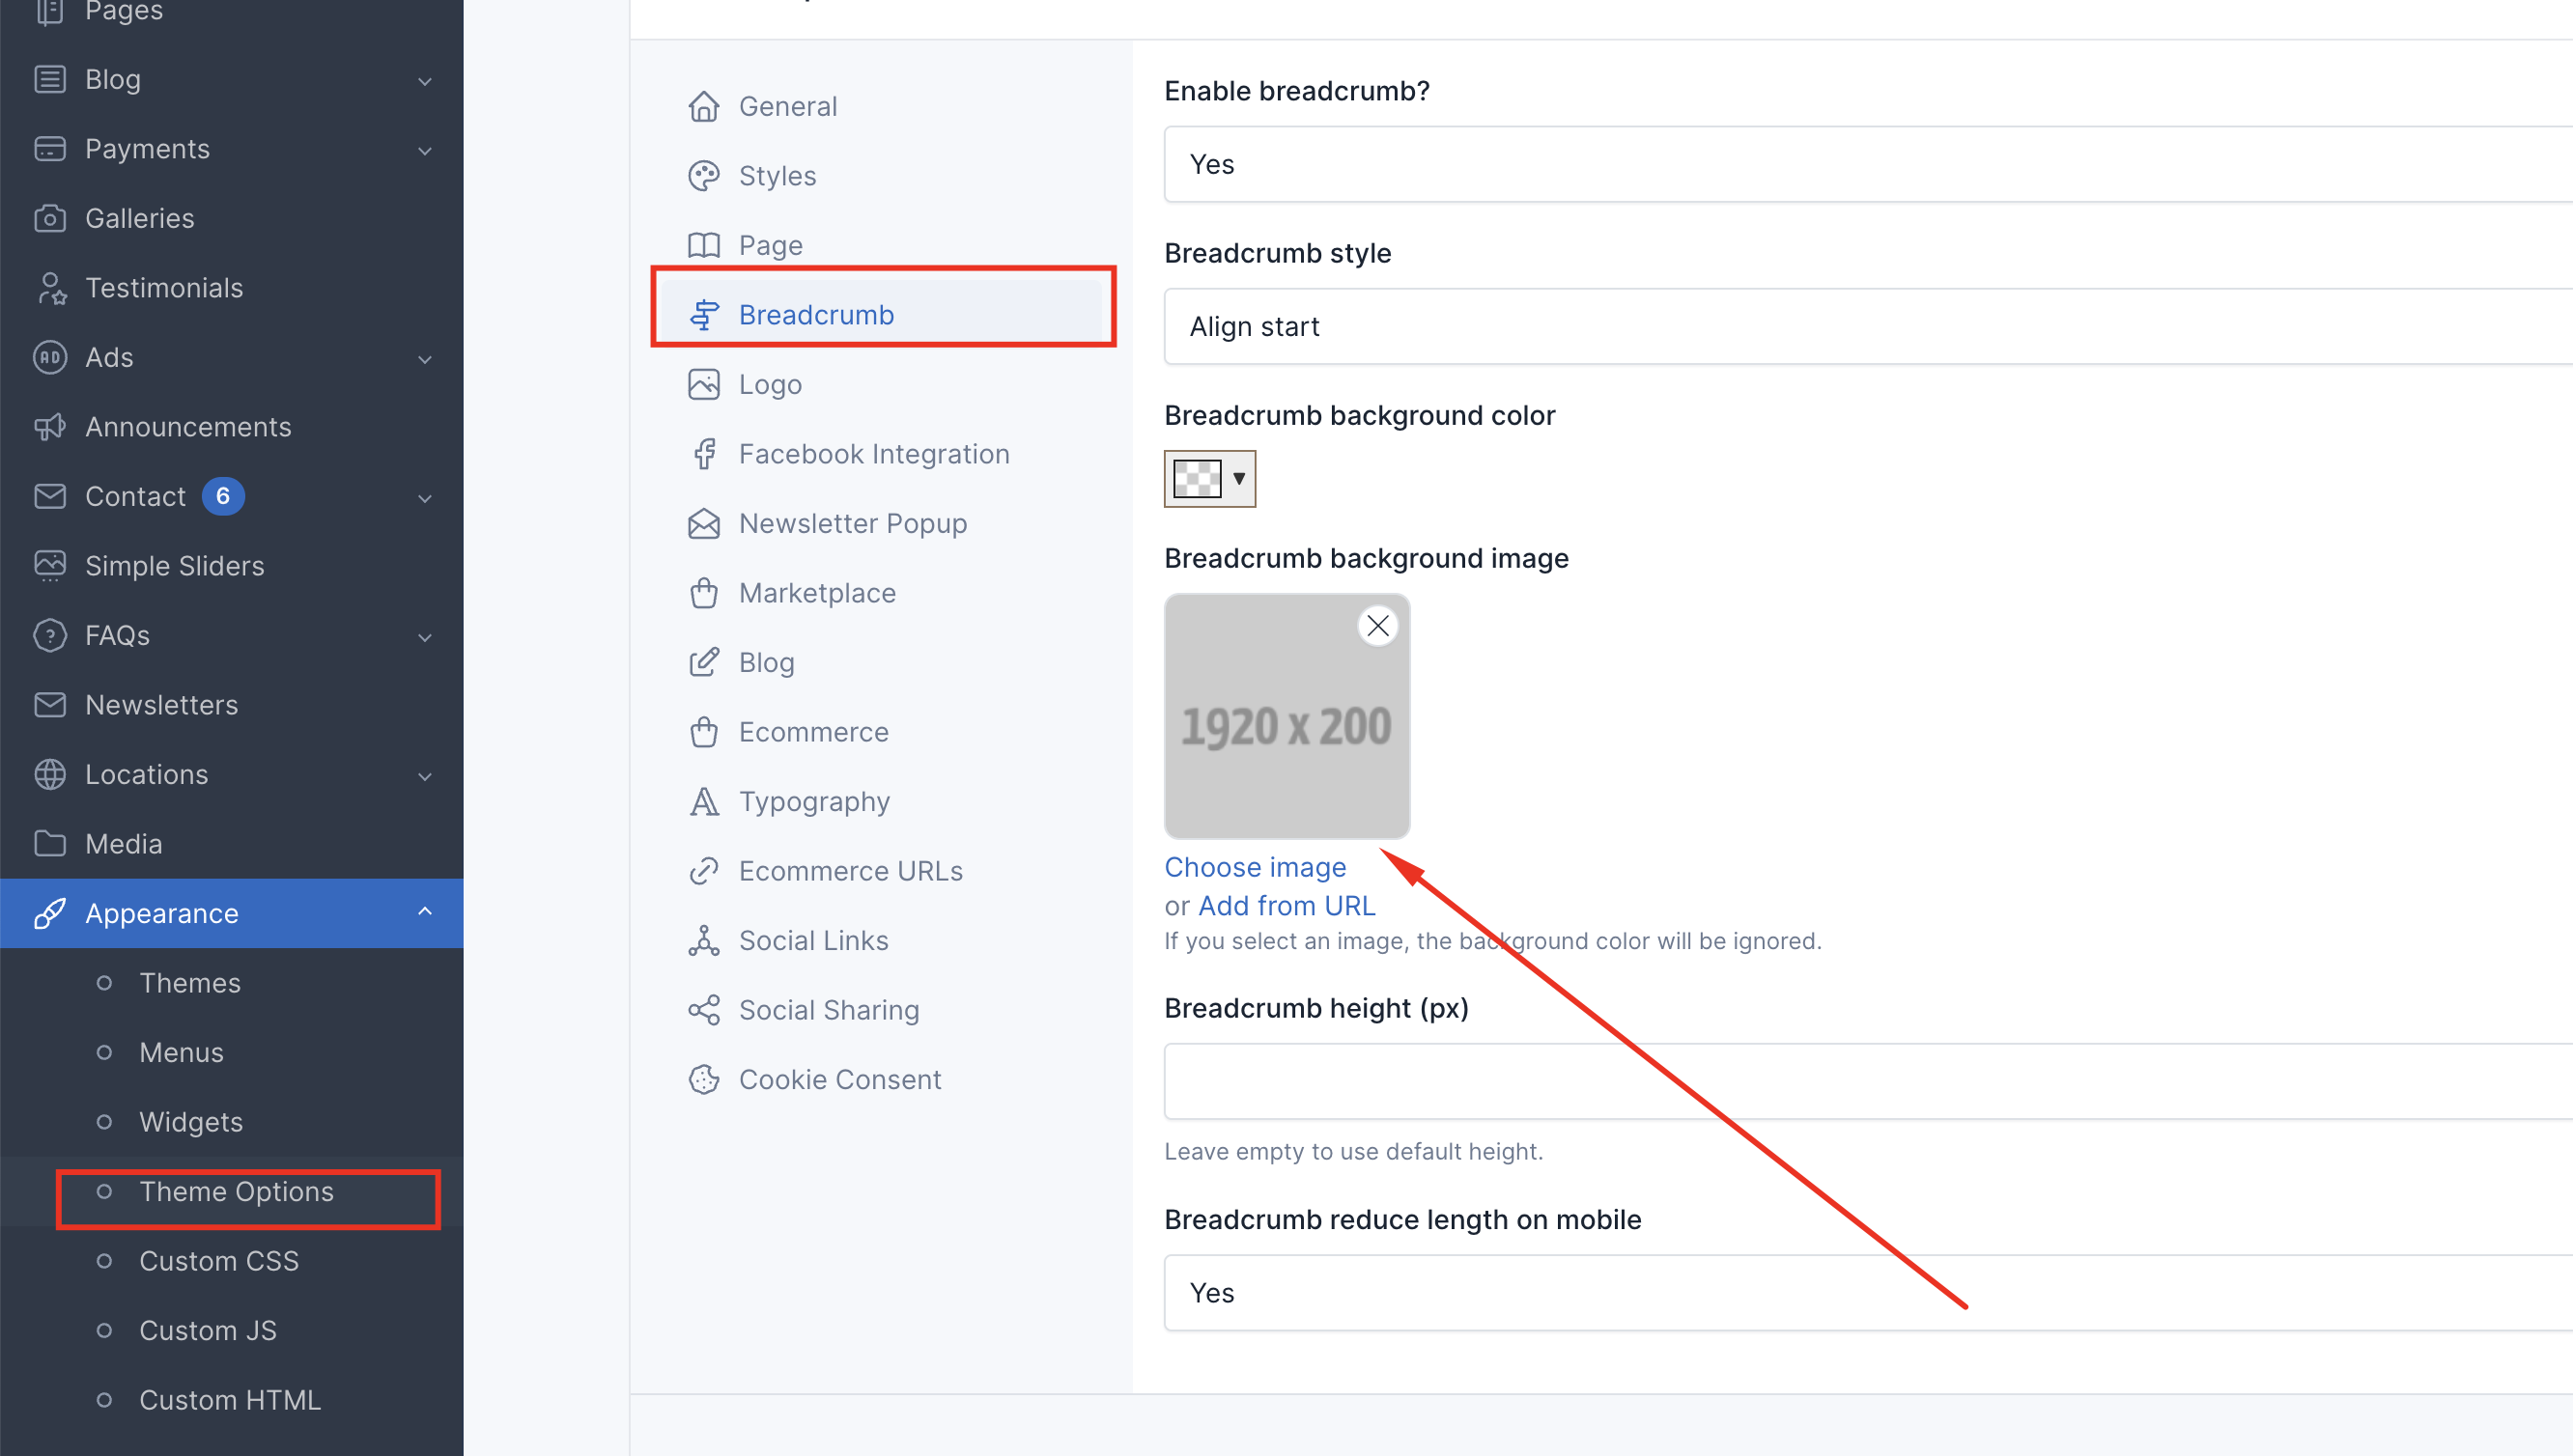 Pages
Blog
Payments
Galleries
Testimonials
AD Ads
Announcements
Contact 6
Simple Sliders
FAQs
Newsletters
Locations
Media
Appearance
Themes
Menus
Widgets
Theme Options
Custom CSS
Custom JS
Custom HTML
General
Styles
Page
Breadcrumb
Logo
Facebook Integration
Newsletter Popup
Marketplace
Blog
Ecommerce
Typography
Ecommerce URLs
Social Links
Social Sharing
Cookie Consent
Enable breadcrumb?
Yes
Breadcrumb style
Align start
Breadcrumb background color
Breadcrumb background image
1920 x 200
Choose image
or Add from URL
If you select an image, the background color will be ignored.
Breadcrumb height (px)
Leave empty to use default height.
Breadcrumb reduce length on mobile
Yes